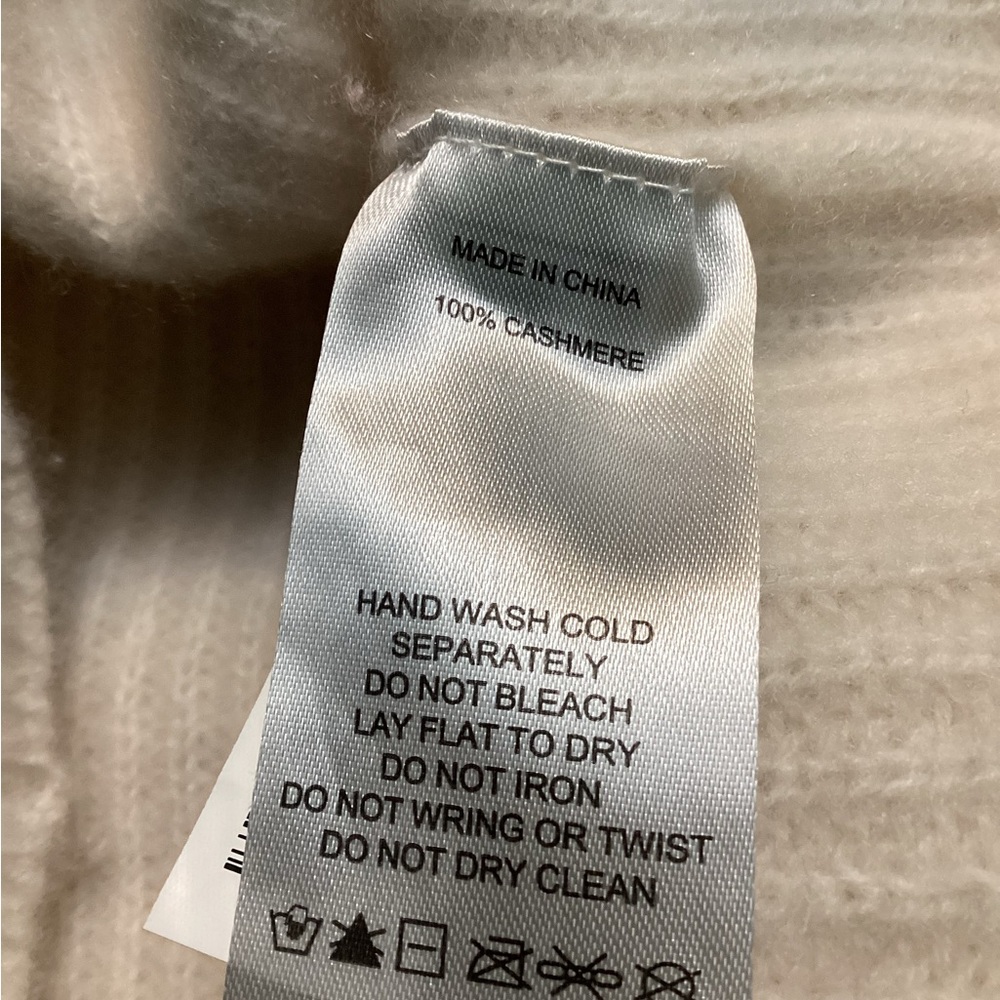 MADE IN CHINA
100% CASHMERE
HAND WASH COLD
SEPARATELY
DO NOT BLEACH
LAY FLAT TO DRY
DO NOT IRON
DO NOT WRING OR TWIST
DO NOT DRY CLEAN